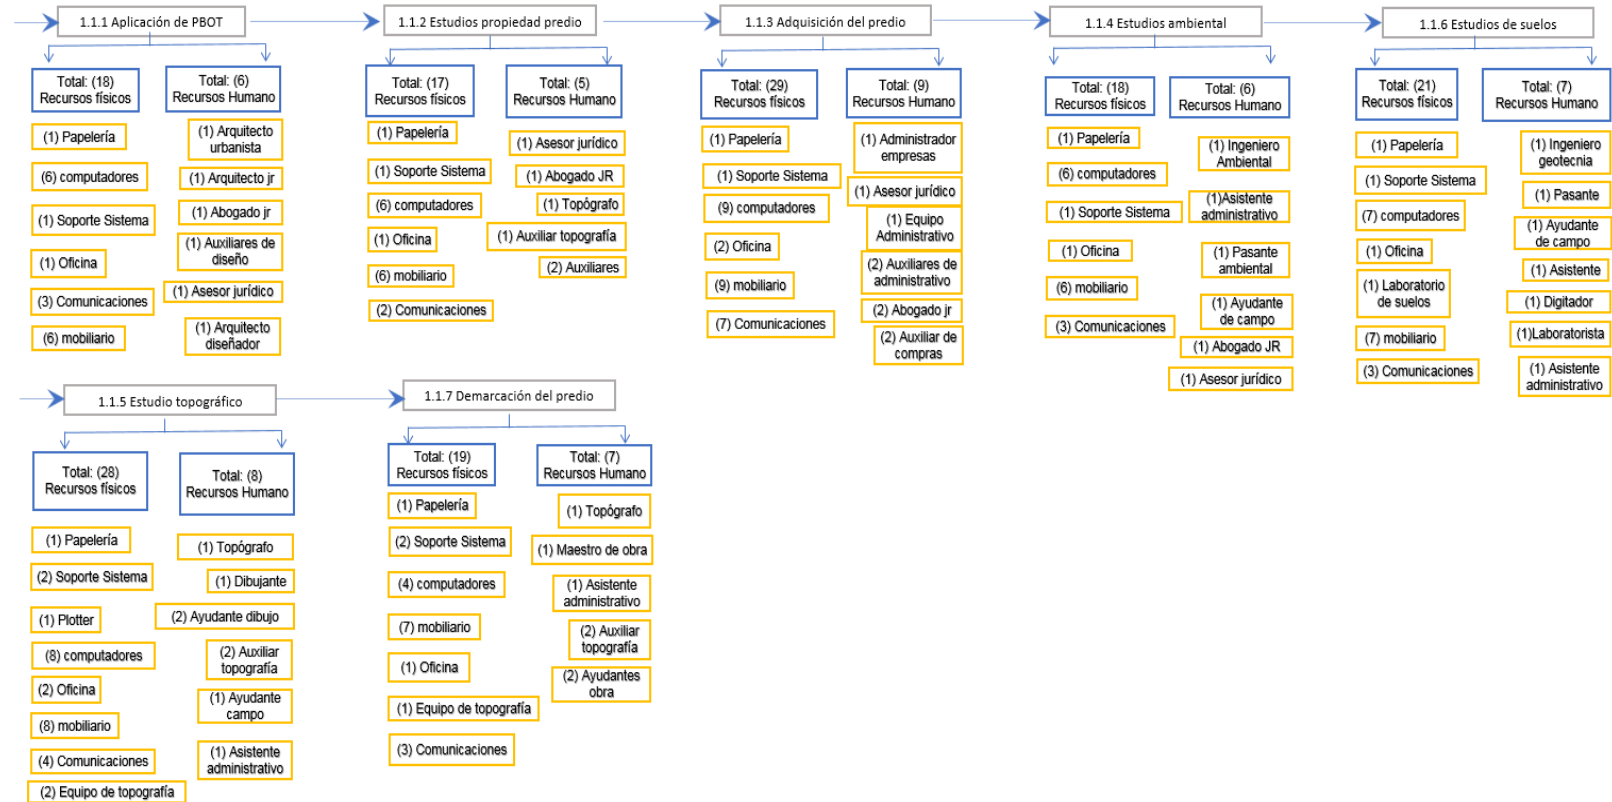 1.1.1 Aplicación de PBOT
Total: (18)
Recursos físicos
(1) Papelería
(6) computadores
(1) Soporte Sistema
(1) Oficina
(3) Comunicaciones
(6) mobiliario
Total: (6)
Recursos Humano
(1) Arquitecto
urbanista
(1) Arquitecto jr
(1) Abogado jr
(1) Auxiliares de
diseño
(1) Asesor jurídico
(1) Arquitecto
diseñador
1.1.2 Estudios propiedad predio
Total: (17)
Recursos físicos
(1) Papelería
(1) Soporte Sistema
(6) computadores
(1) Oficina
(6) mobiliario
(2) Comunicaciones
Total: (5)
Recursos Humano
(1) Asesor jurídico
(1) Abogado JR
(1) Topógrafo
(1) Auxiliar topografía
(2) Auxiliares
1.1.3 Adquisición del predio
Total: (29)
Recursos físicos
(1) Papelería
(1) Soporte Sistema
(9) computadores
(2) Oficina
(9) mobiliario
(7) Comunicaciones
Total: (9)
Recursos Humano
(1) Administrador
empresas
(1) Asesor jurídico
(1) Equipo
Administrativo
(2) Auxiliares de
administrativo
(2) Abogado jr
(2) Auxiliar de
compras
1.1.4 Estudios ambiental
Total: (18)
Recursos físicos
(1) Papelería
(6) computadores
(1) Soporte Sistema
(1) Oficina
(6) mobiliario
(3) Comunicaciones
Total: (6)
Recursos Humano
(1) Ingeniero
Ambiental
(1)Asistente
administrativo
(1) Pasante
ambiental
(1) Ayudante
de campo
(1) Abogado JR
(1) Asesor jurídico
1.1.6 Estudios de suelos
Total: (21)
Recursos físicos
(1) Papelería
(1) Soporte Sistema
(7) computadores
(1) Oficina
(1) Laboratorio
de suelos
(7) mobiliario
(3) Comunicaciones
Total: (7)
Recursos Humano
(1) Ingeniero
geotecnia
(1) Pasante
(1) Ayudante
de campo
(1) Asistente
(1) Digitador
(1)Laboratorista
(1) Asistente
administrativo
1.1.5 Estudio topográfico
Total: (28)
Recursos físicos
(1) Papelería
(2) Soporte Sistema
(1) Plotter
(8) computadores
(2) Oficina
(8) mobiliario
(4) Comunicaciones
(2) Equipo de topografía
Total: (8)
Recursos Humano
(1) Topógrafo
(1) Dibujante
(2) Ayudante dibujo
(2) Auxiliar
topografía
(1) Ayudante
campo
(1) Asistente
administrativo
1.1.7 Demarcación del predio
Total: (19)
Recursos físicos
(1) Papelería
(2) Soporte Sistema
(4) computadores
(7) mobiliario
(1) Oficina
(1) Equipo de topografía
(3) Comunicaciones
Total: (7)
Recursos Humano
(1) Topógrafo
(1) Maestro de obra
(1) Asistente
administrativo
(2) Auxiliar
topografía
(2) Ayudantes
obra